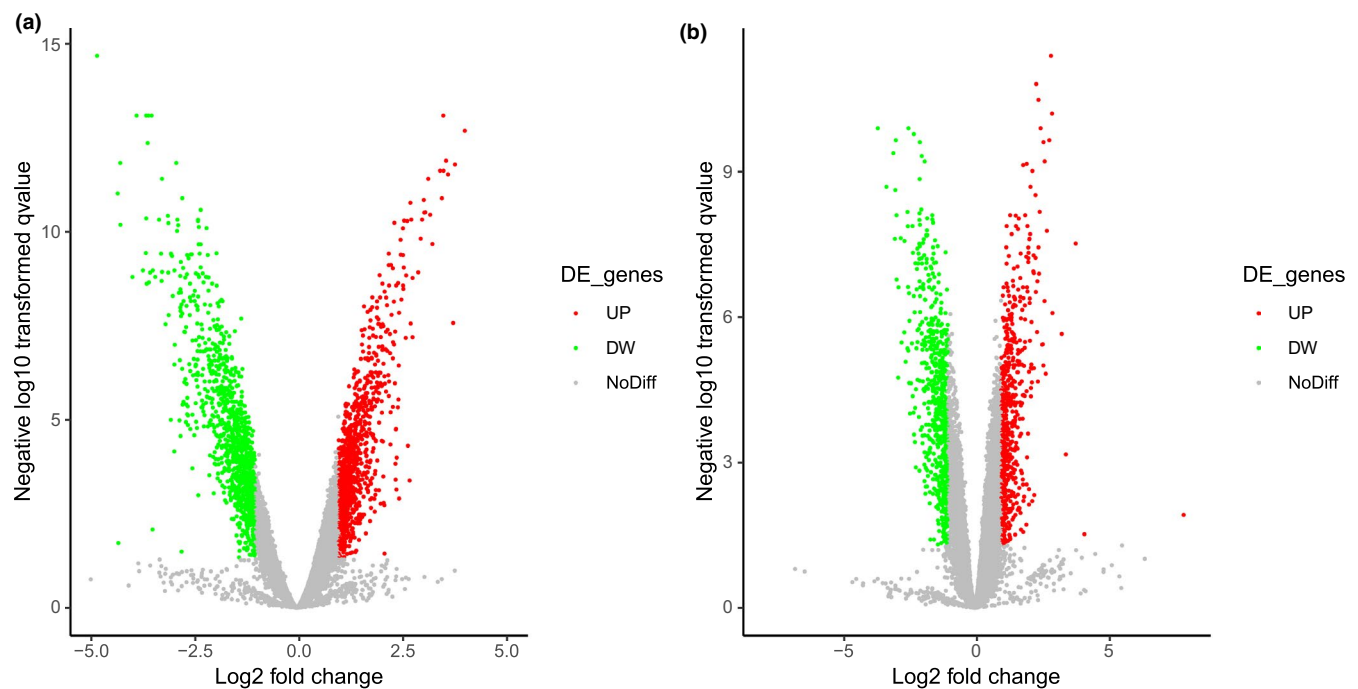 (a)
Negative log10 transformed qvalue
15
10
5
0
−5.0 −2.5 0.0 2.5 5.0
Log2 fold change
DE_genes
UP
DW
NoDiff
(b)
Negative log10 transformed qvalue
9
6
3
0
−5 0 5
Log2 fold change
DE_genes
UP
DW
NoDiff